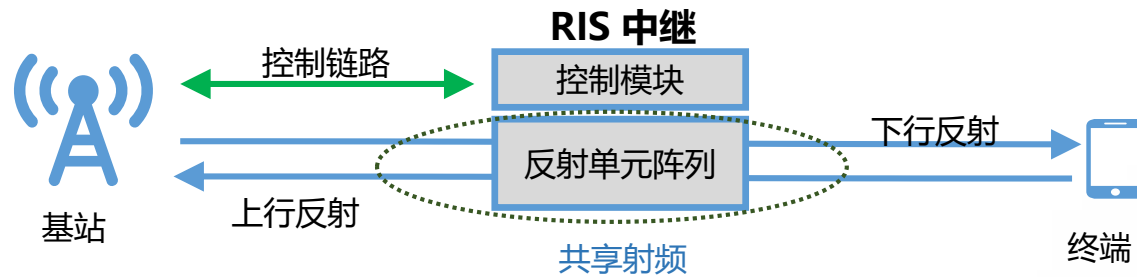 RIS 中继
控制链路
控制模块
下行反射
反射单元阵列
上行反射
基站
共享射频
终端